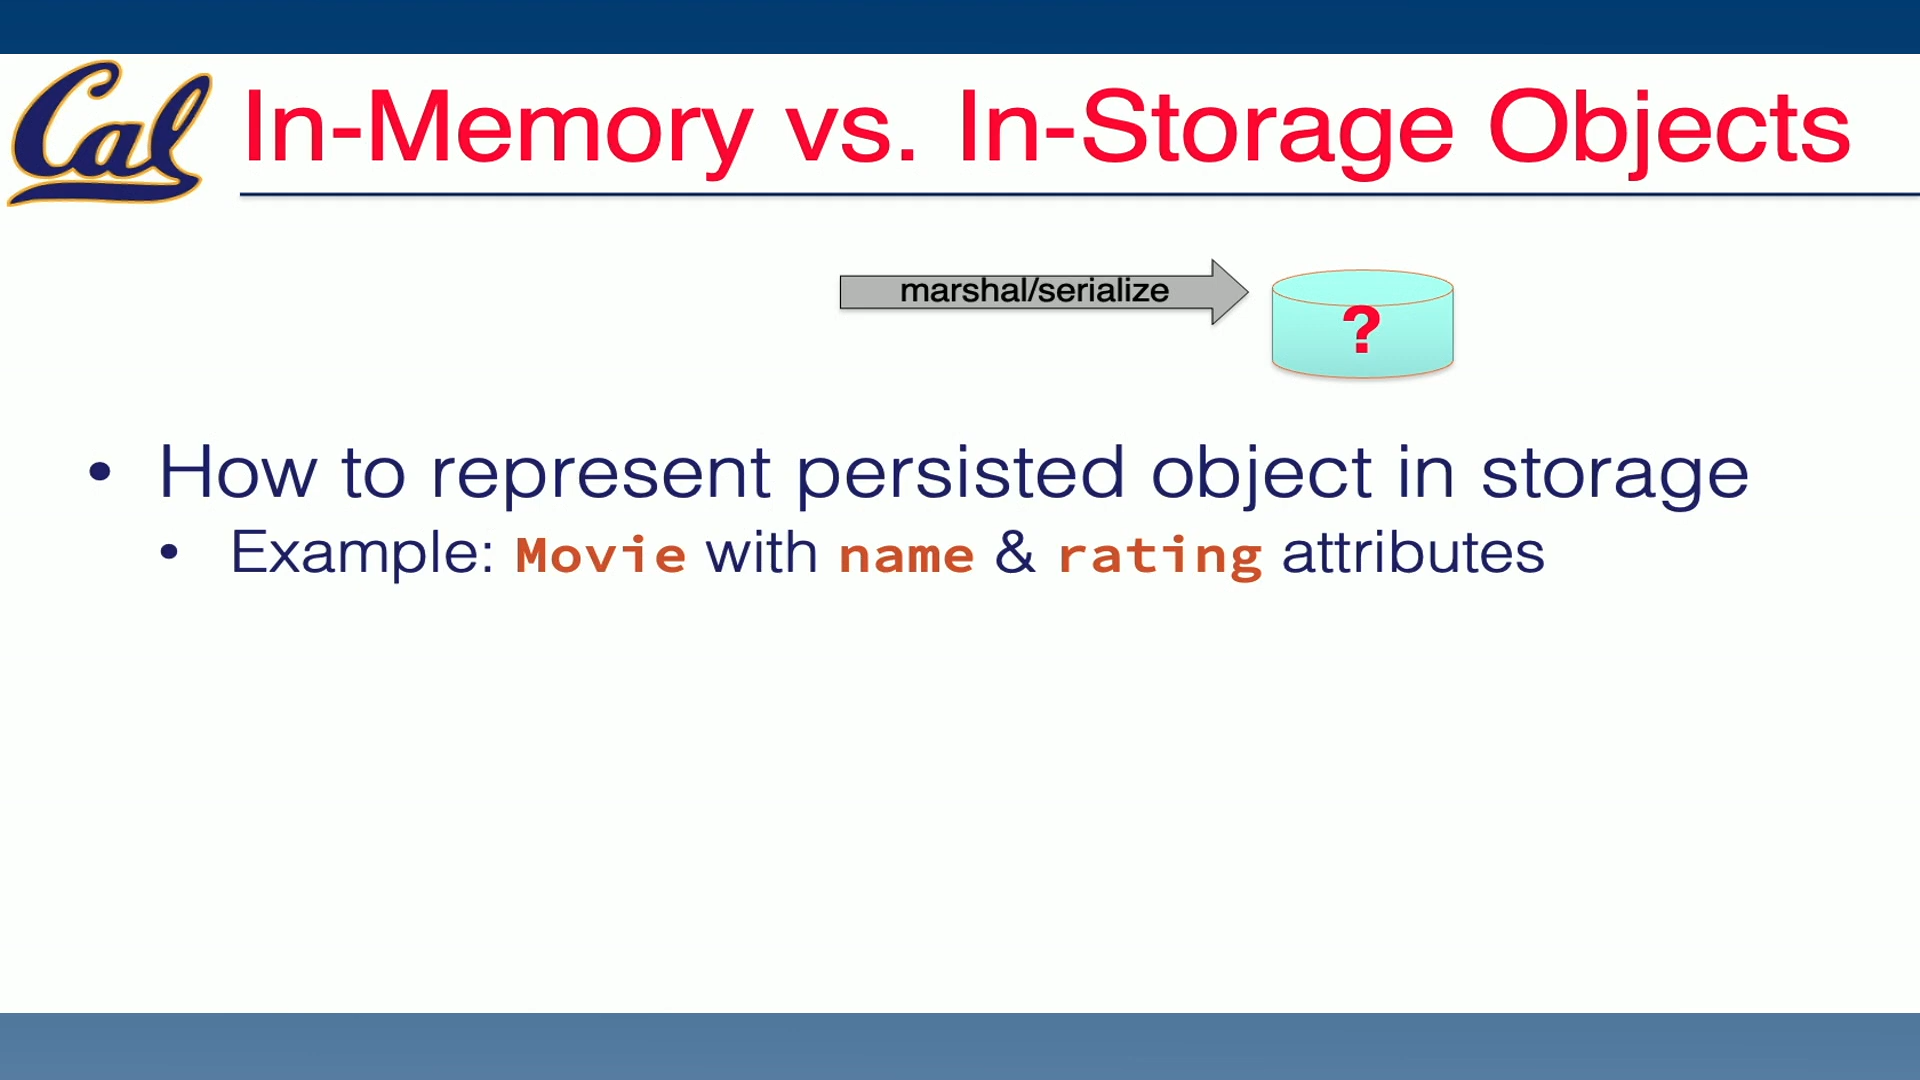 Cal
In-Memory vs. In-Storage Objects
marshal/serialize
?
• How to represent persisted object in storage
• Example: Movie with name & rating attributes